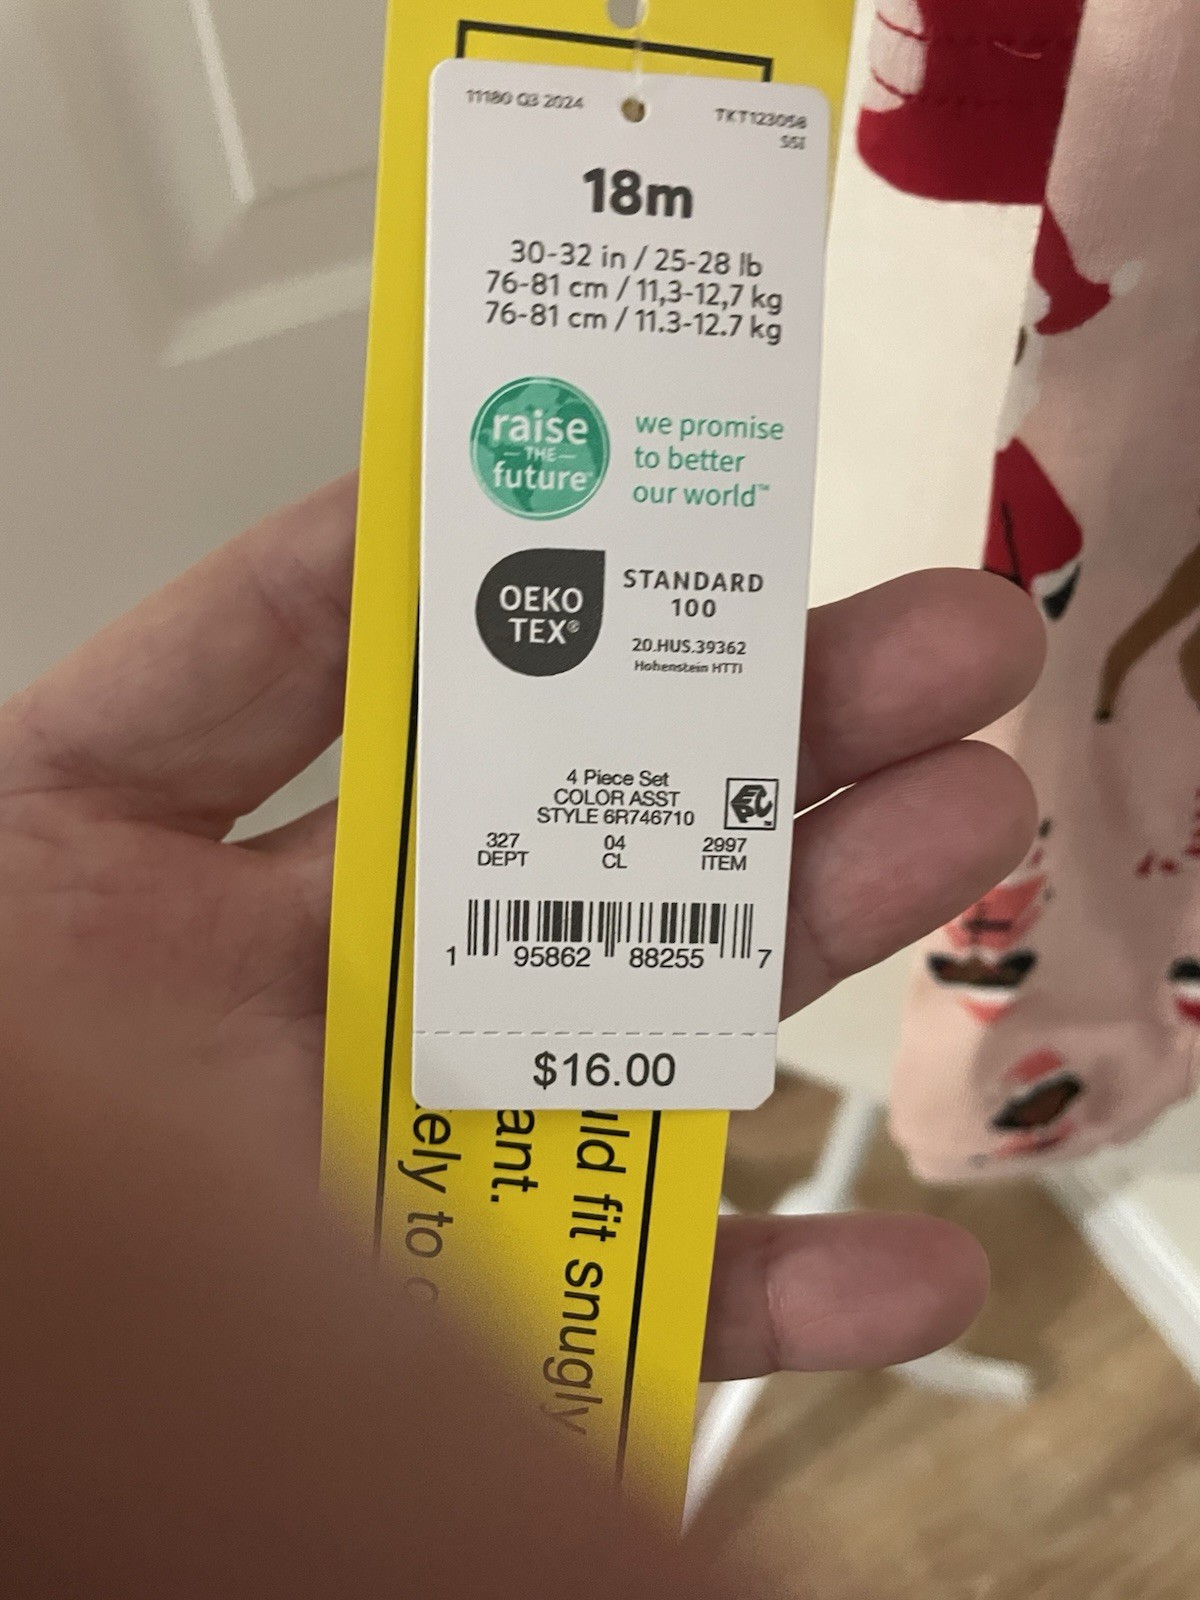 11180 Q3 2024
TKT123058
SSI
18m
30-32 in / 25-28 lb
76-81 cm / 11,3-12,7 kg
76-81 cm / 11.3-12.7 kg
raise
THE
future
we promise
to better
our world™
OEKO
TEX®
STANDARD
100
20.HUS.39362
Hohenstein HTTI
4 Piece Set
COLOR ASST
STYLE 6R746710
EPC
327
DEPT
04
CL
2997
ITEM
1 95862 88255 7
$16.00
fit snugly
to